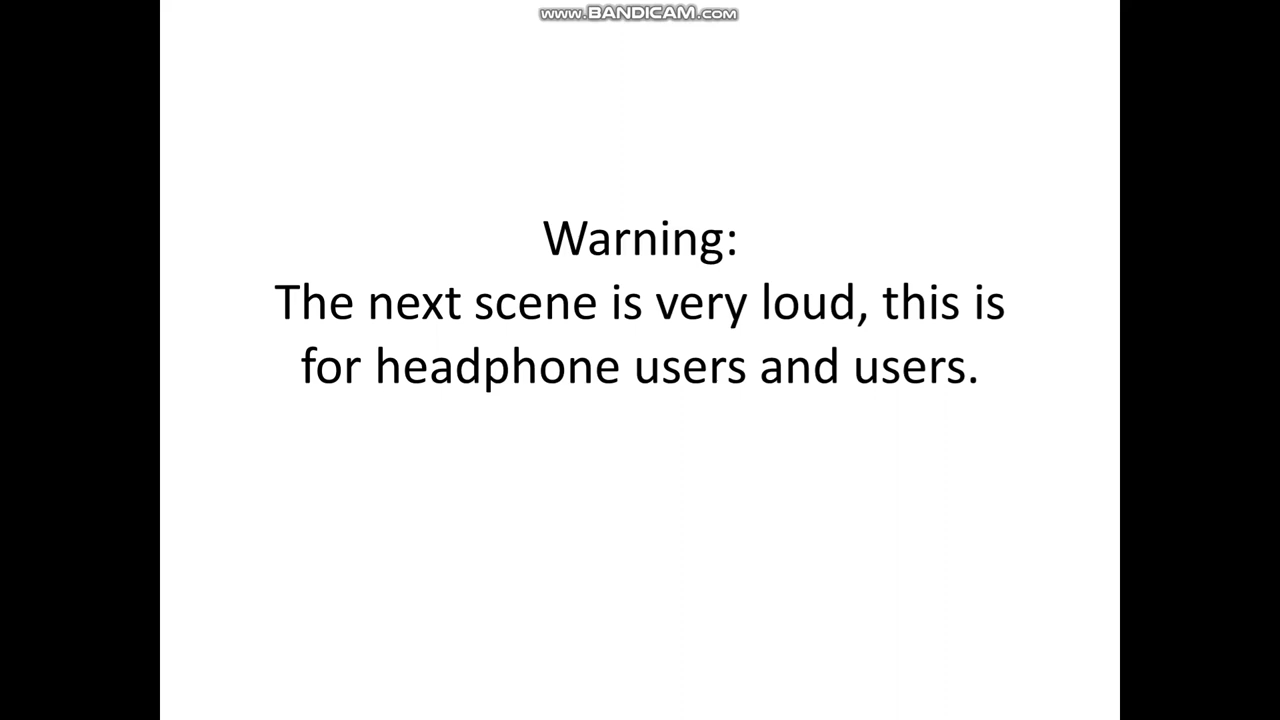 www.BANDICAM.com
Warning:
The next scene is very loud, this is
for headphone users and users.